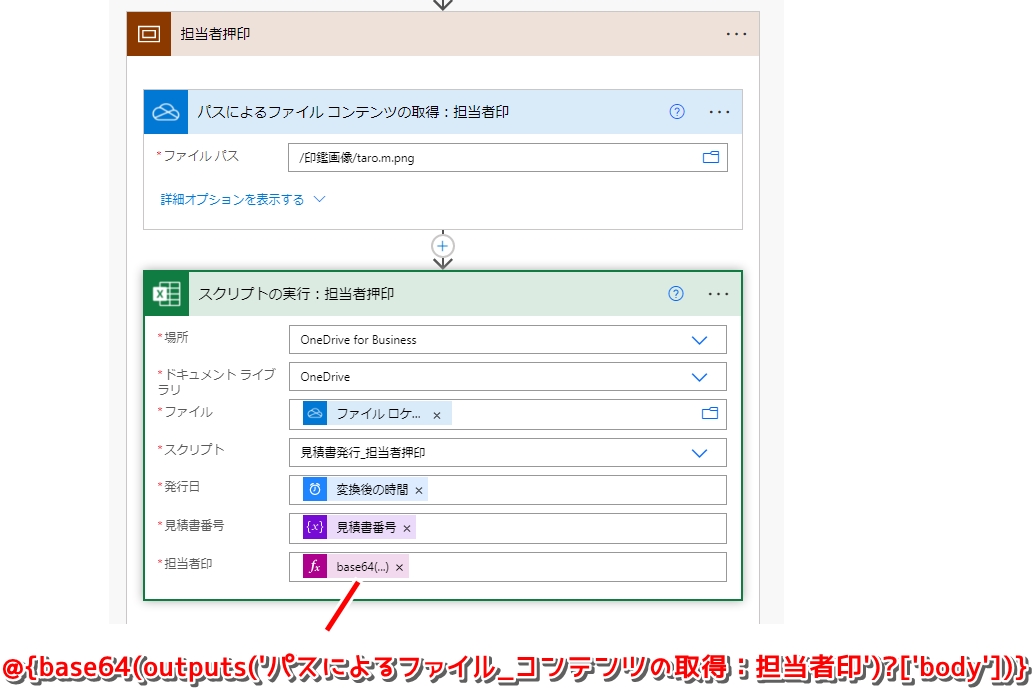 担当者押印
パスによるファイル コンテンツの取得：担当者印
*ファイル パス
/印鑑画像/taro.m.png
詳細オプションを表示する
スクリプトの実行：担当者押印
*場所
OneDrive for Business
*ドキュメント ライブ
ラリ
OneDrive
*ファイル
ファイル ロケ...
*スクリプト
見積書発行_担当者押印
*発行日
変換後の時間
*見積書番号
{x} 見積書番号
*担当者印
fx base64(...)
@{base64(outputs('パスによるファイル_コンテンツの取得：担当者印')?['body'])}